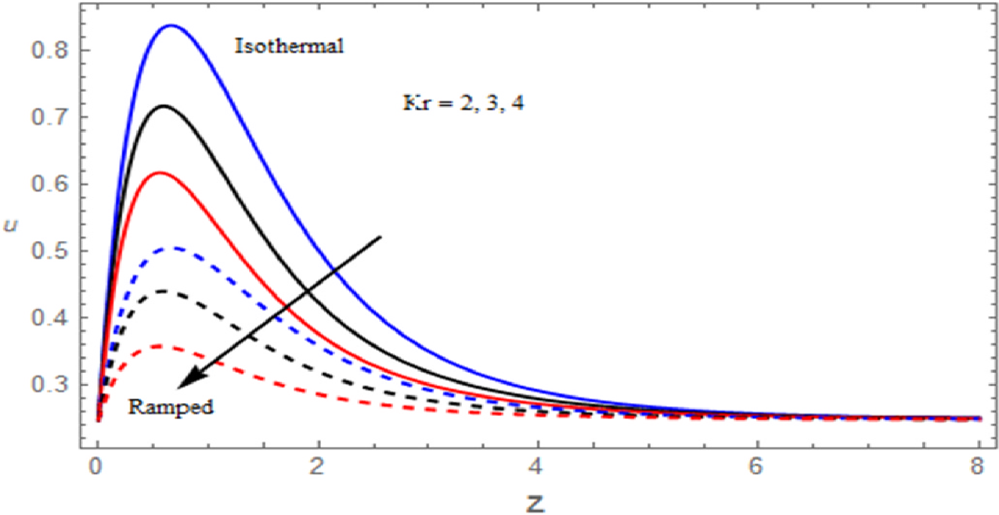 Isothermal
Kr = 2, 3, 4
0.8
0.7
0.6
0.5
0.4
0.3
u
Ramped
0 2 4 6 8
Z